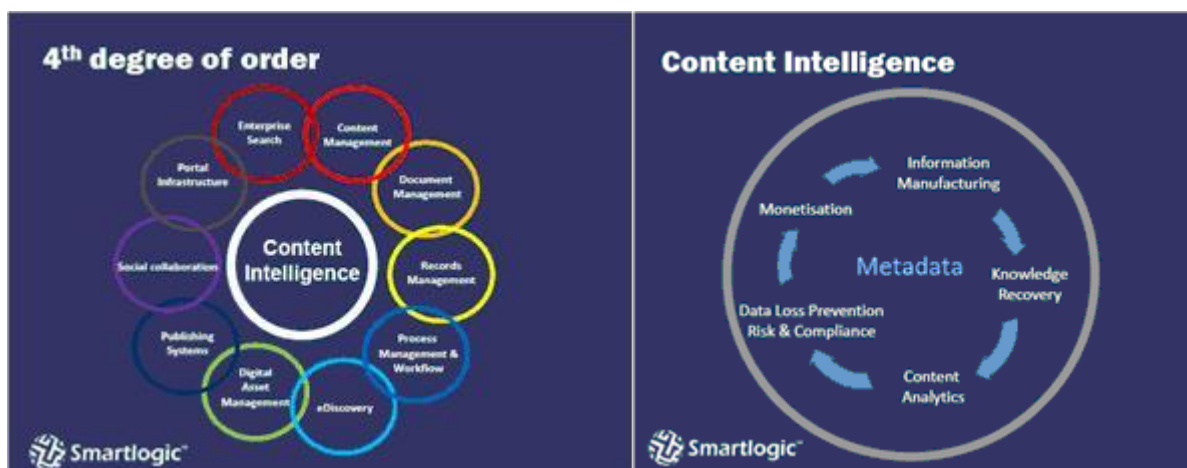 4th degree of order
Enterprise
Search
Content
Management
Portal
Infrastructure
Document
Management
Content
Intelligence
Social collaboration
Records
Management
Publishing
Systems
Process
Management &
Workflow
Digital
Asset
Management
eDiscovery
Smartlogic™
Content Intelligence
Information
Manufacturing
Monetisation
Metadata
Knowledge
Recovery
Data Loss Prevention
Risk & Compliance
Content
Analytics
Smartlogic™